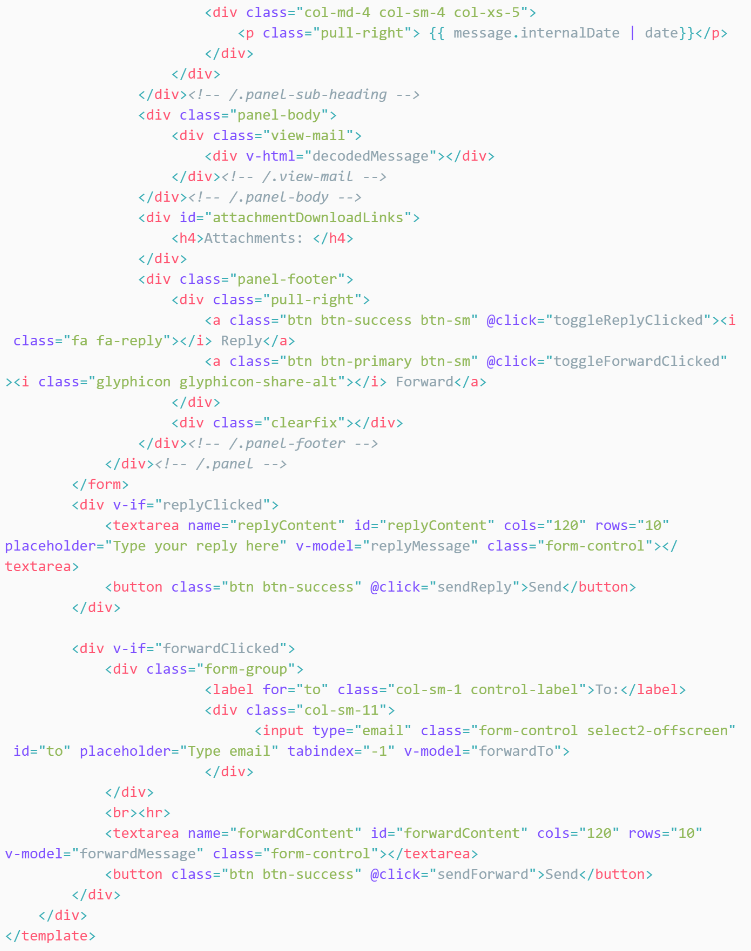 <div class="col-md-4 col-sm-4 col-xs-5">
<p class="pull-right"> {{ message.internalDate | date}}</p>
</div>
</div>
</div><!-- /.panel-sub-heading -->
<div class="panel-body">
<div class="view-mail">
<div v-html="decodedMessage"></div>
</div><!-- /.view-mail -->
</div><!-- /.panel-body -->
<div id="attachmentDownloadLinks">
<h4>Attachments: </h4>
</div>
<div class="panel-footer">
<div class="pull-right">
<a class="btn btn-success btn-sm" @click="toggleReplyClicked"><i
class="fa fa-reply"></i> Reply</a>
<a class="btn btn-primary btn-sm" @click="toggleForwardClicked"
><i class="glyphicon glyphicon-share-alt"></i> Forward</a>
</div>
<div class="clearfix"></div>
</div><!-- /.panel-footer -->
</div><!-- /.panel -->
</form>
<div v-if="replyClicked">
<textarea name="replyContent" id="replyContent" cols="120" rows="10"
placeholder="Type your reply here" v-model="replyMessage" class="form-control"></
textarea>
<button class="btn btn-success" @click="sendReply">Send</button>
</div>
<div v-if="forwardClicked">
<div class="form-group">
<label for="to" class="col-sm-1 control-label">To:</label>
<div class="col-sm-11">
<input type="email" class="form-control select2-offscreen"
id="to" placeholder="Type email" tabindex="-1" v-model="forwardTo">
</div>
</div>
<br><hr>
<textarea name="forwardContent" id="forwardContent" cols="120" rows="10"
v-model="forwardMessage" class="form-control"></textarea>
<button class="btn btn-success" @click="sendForward">Send</button>
</div>
</div>
</template>